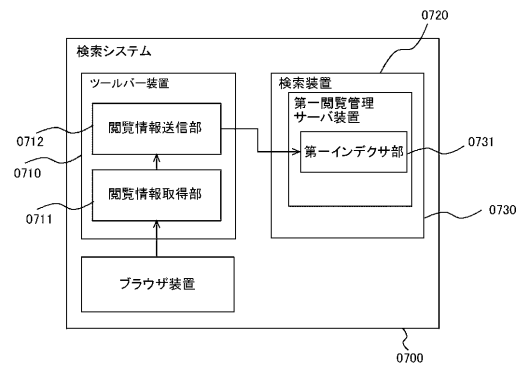 0720
検索システム
ツールバー装置
検索装置
第一閲覧管理
サーバ装置
0712
閲覧情報送信部
第一インデクサ部
0731
0710
閲覧情報取得部
0711
0730
ブラウザ装置
0700